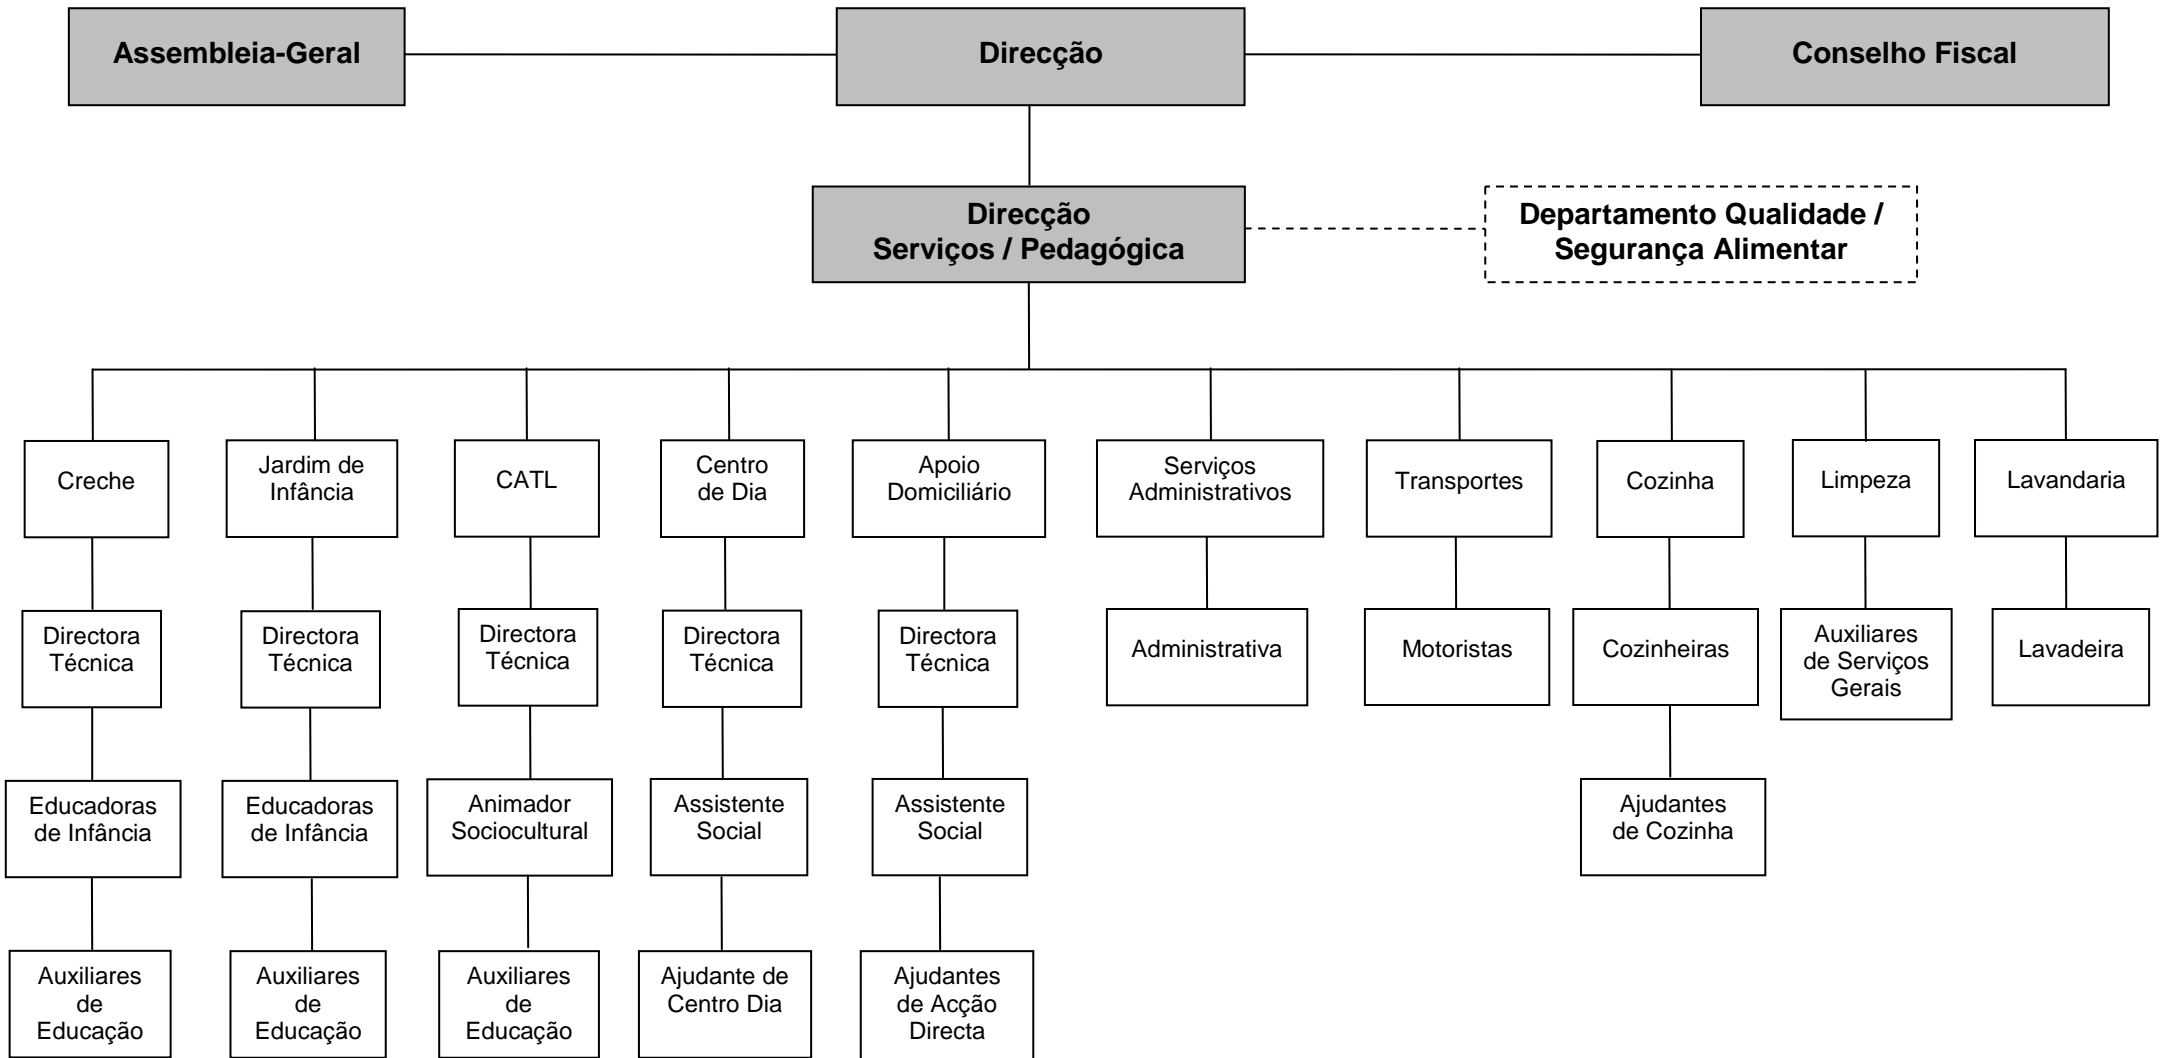 Assembleia-Geral
Direcção
Conselho Fiscal
Direcção
Serviços / Pedagógica
Departamento Qualidade /
Segurança Alimentar
Creche
Jardim de
Infância
CATL
Centro
de Dia
Apoio
Domiciliário
Serviços
Administrativos
Transportes
Cozinha
Limpeza
Lavandaria
Directora
Técnica
Directora
Técnica
Directora
Técnica
Directora
Técnica
Directora
Técnica
Administrativa
Motoristas
Cozinheiras
Auxiliares
de Serviços
Gerais
Lavadeira
Educadoras
de Infância
Educadoras
de Infância
Animador
Sociocultural
Assistente
Social
Assistente
Social
Ajudantes
de Cozinha
Auxiliares
de
Educação
Auxiliares
de
Educação
Auxiliares
de
Educação
Ajudante de
Centro Dia
Ajudantes
de Acção
Directa